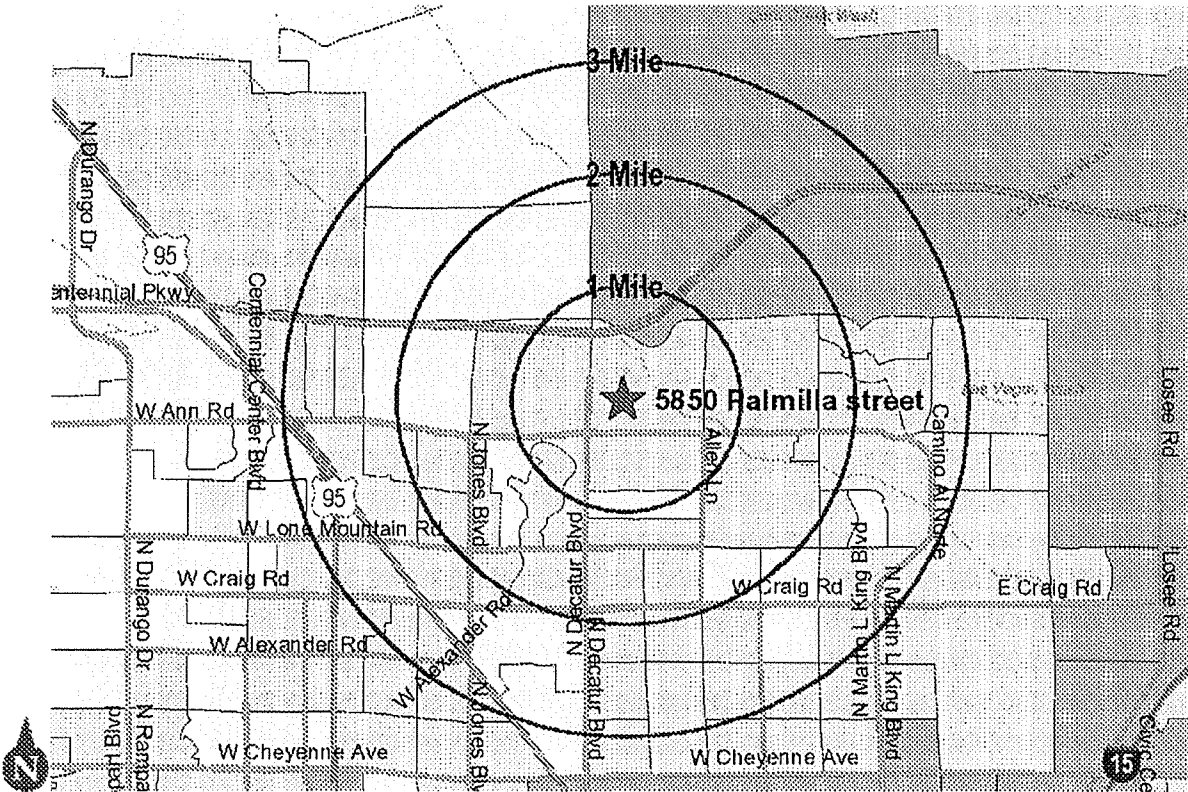 3 Mile
2 Mile
1 Mile
N Durango Dr
95
entennial Pkwy
Centennial Center Blvd
5850 Palmilla street
W Ann Rd
N Jones Blvd
Allen Ln
Camino Al Norte
Losee Rd
95
W Lone Mountain Rd
N Decatur Blvd
W Craig Rd
W Craig Rd
E Craig Rd
N Durango Dr
N Martin L King Blvd
N Martin L King Blvd
Losee Rd
W Alexander Rd
W Alexander Rd
N Decatur Blvd
N Jones Blv
N Rampa
W Cheyenne Ave
W Cheyenne Ave
N
15